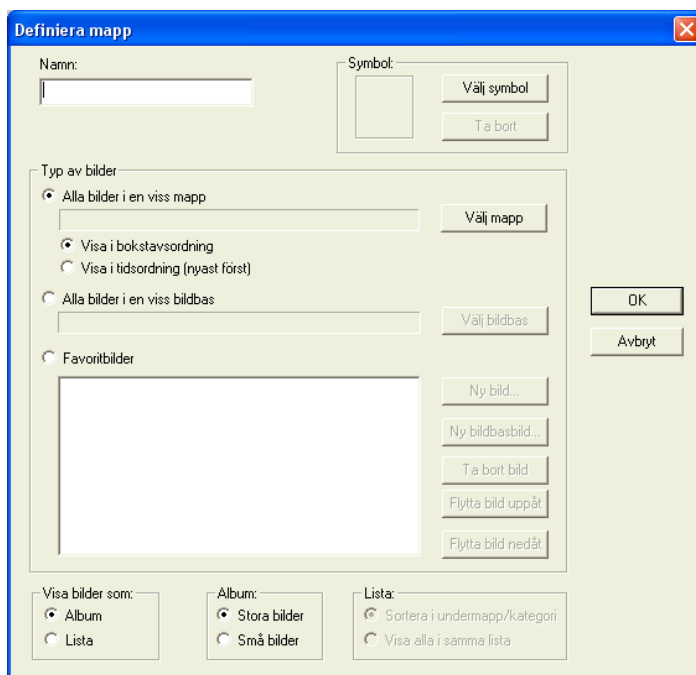 Definiera mapp
Namn:
Symbol:
Välj symbol
Ta bort
Typ av bilder
Alla bilder i en viss mapp
Välj mapp
Visa i bokstavsordning
Visa i tidsordning (nyast först)
Alla bilder i en viss bildbas
Välj bildbas
OK
Avbryt
Favoritbilder
Ny bild...
Ny bildbasbild...
Ta bort bild
Flytta bild uppåt
Flytta bild nedåt
Visa bilder som:
Album
Lista
Album:
Stora bilder
Små bilder
Lista:
Sortera i undermapp/kategori
Visa alla i samma lista